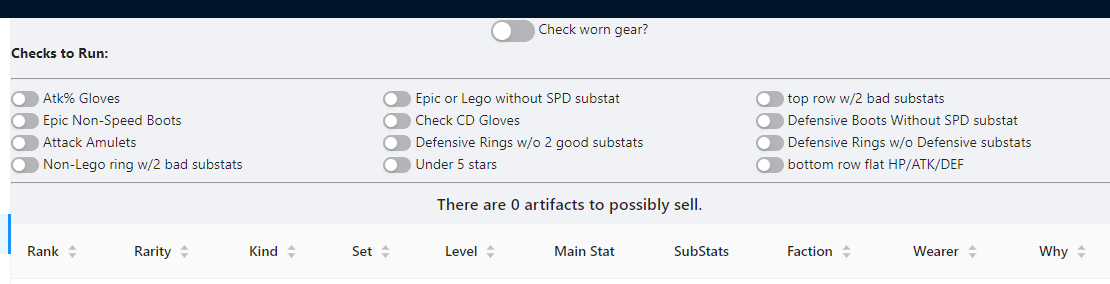 Check worn gear?
Checks to Run:
Atk% Gloves
Epic or Lego without SPD substat
top row w/2 bad substats
Epic Non-Speed Boots
Check CD Gloves
Defensive Boots Without SPD substat
Attack Amulets
Defensive Rings w/o 2 good substats
Defensive Rings w/o Defensive substats
Non-Lego ring w/2 bad substats
Under 5 stars
bottom row flat HP/ATK/DEF
There are 0 artifacts to possibly sell.
Rank Rarity Kind Set Level Main Stat SubStats Faction Wearer Why